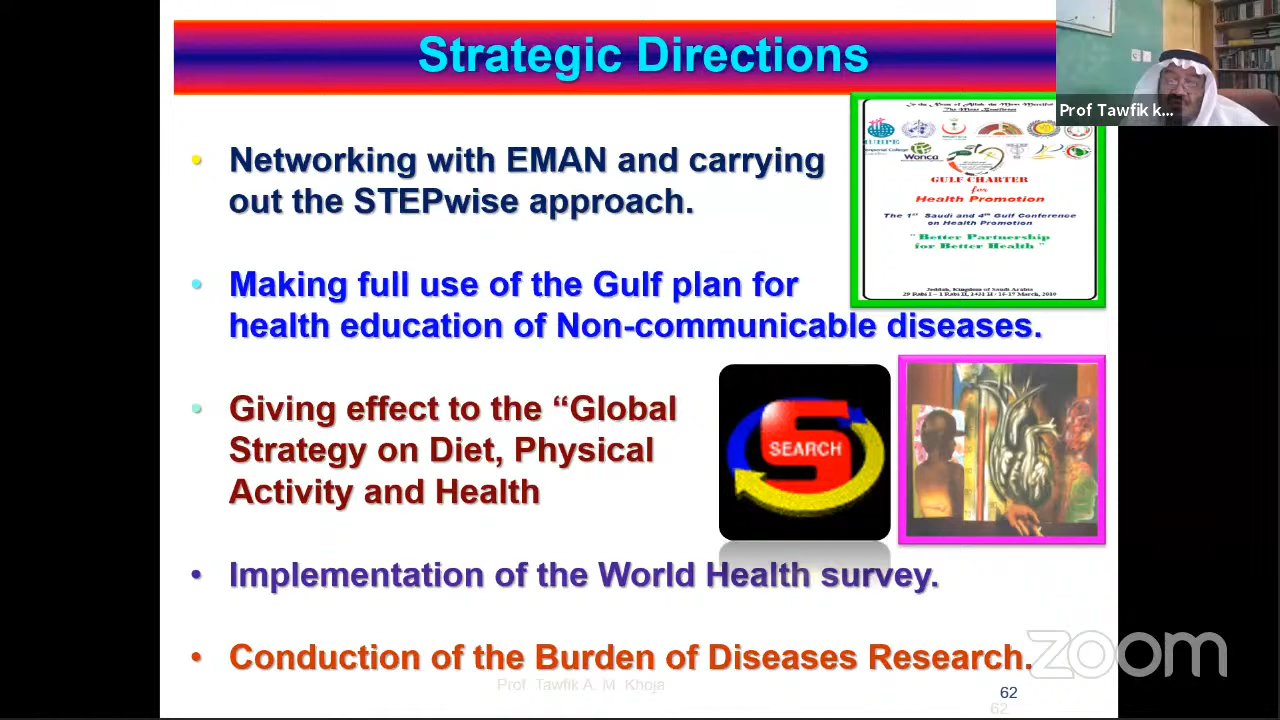 Strategic Directions
Prof Tawfik k...
• Networking with EMAN and carrying
out the STEPwise approach.
Wonca
GULF CHARTER
for
Health Promotion
The 1st Saudi and 4th Gulf Conference
on Health Promotion
" Better Partnership
for Better Health "
Jeddah, Kingdom of Saudi Arabia
• Making full use of the Gulf plan for
health education of Non-communicable diseases.
• Giving effect to the “Global
Strategy on Diet, Physical
Activity and Health
SEARCH
• Implementation of the World Health survey.
• Conduction of the Burden of Diseases Research.
zoom
Prof Tawfik A. M. Khoja
62
62